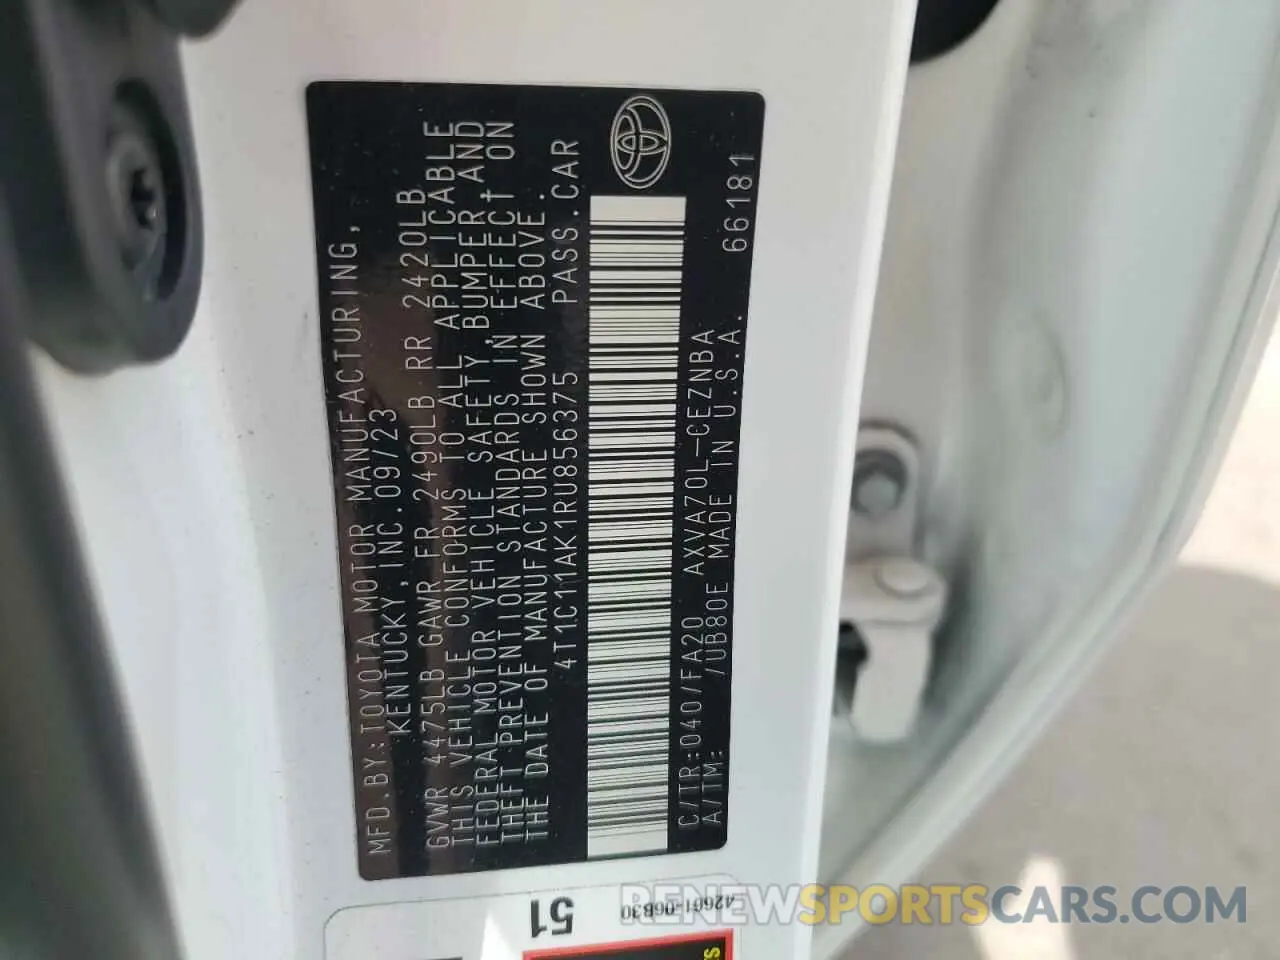 MFD.BY:TOYOTA MOTOR MANUFACTURING,
KENTUCKY,INC.09/23
GVWR 4475LB GAWR FR 2490LB RR 2420LB
THIS VEHICLE CONFORMS TO ALL APPLICABLE
FEDERAL MOTOR VEHICLE SAFETY,BUMPER,AND
THEFT PREVENTION STANDARDS IN EFFECT ON
THE DATE OF MANUFACTURE SHOWN ABOVE.
4T1C11AK1RU856375 PASS.CAR
C/TR:040/FA20 AXVA70L-CEZNBA
A/TM: /UB80E MADE IN U.S.A. 66181
51
42661-06B30
RENEWSPORTSCARS.COM